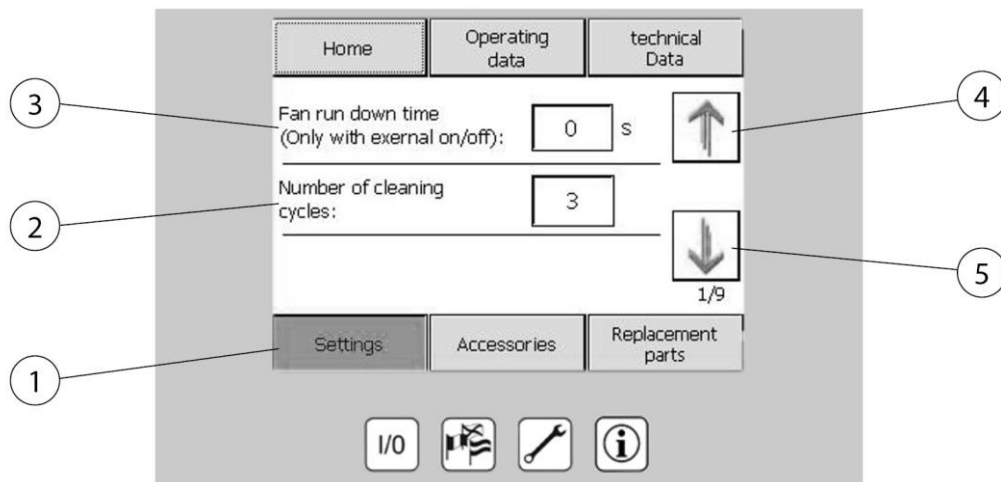 Home
Operating
data
technical
Data
3
Fan run down time
(Only with exernal on/off):
0
s
4
2
Number of cleaning
cycles:
3
5
1/9
1
Settings
Accessories
Replacement
parts
I/0